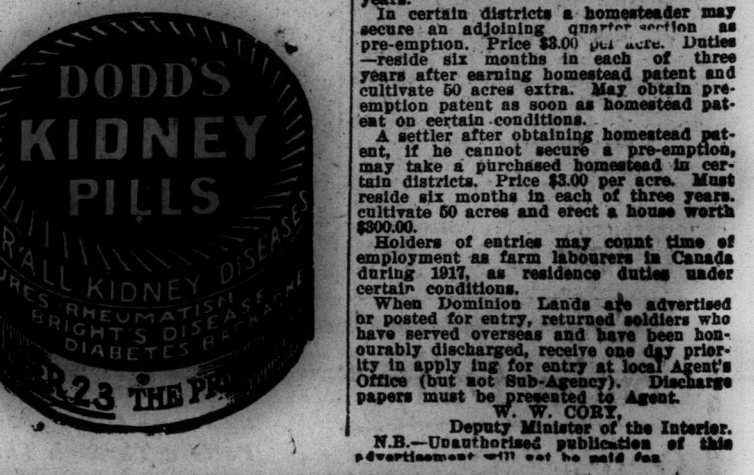 DODD'S
KIDNEY
PILLS
R ALL KIDNEY DISEASES
URES RHEUMATISM
BRIGHT'S DISEASE
DIABETES BACKACHE
R.23 THE PR
years.
In certain districts a homesteader may
secure an adjoining quarter section as
pre-emption. Price $3.00 per acre. Duties
—reside six months in each of three
years after earning homestead patent and
cultivate 50 acres extra. May obtain pre-
emption patent as soon as homestead pat-
ent on certain conditions.
A settler after obtaining homestead pat-
ent, if he cannot secure a pre-emption,
may take a purchased homestead in cer-
tain districts. Price $3.00 per acre. Must
reside six months in each of three years.
cultivate 50 acres and erect a house worth
$300.00.
Holders of entries may count time of
employment as farm labourers in Canada
during 1917, as residence duties under
certain conditions.
When Dominion Lands are advertised
or posted for entry, returned soldiers who
have served overseas and have been hon-
ourably discharged, receive one day prior-
ity in apply ing for entry at local Agent's
Office (but not Sub-Agency). Discharge
papers must be presented to Agent.
W. W. CORY,
Deputy Minister of the Interior.
N.B.—Unauthorised publication of this
advertisement will not be paid for